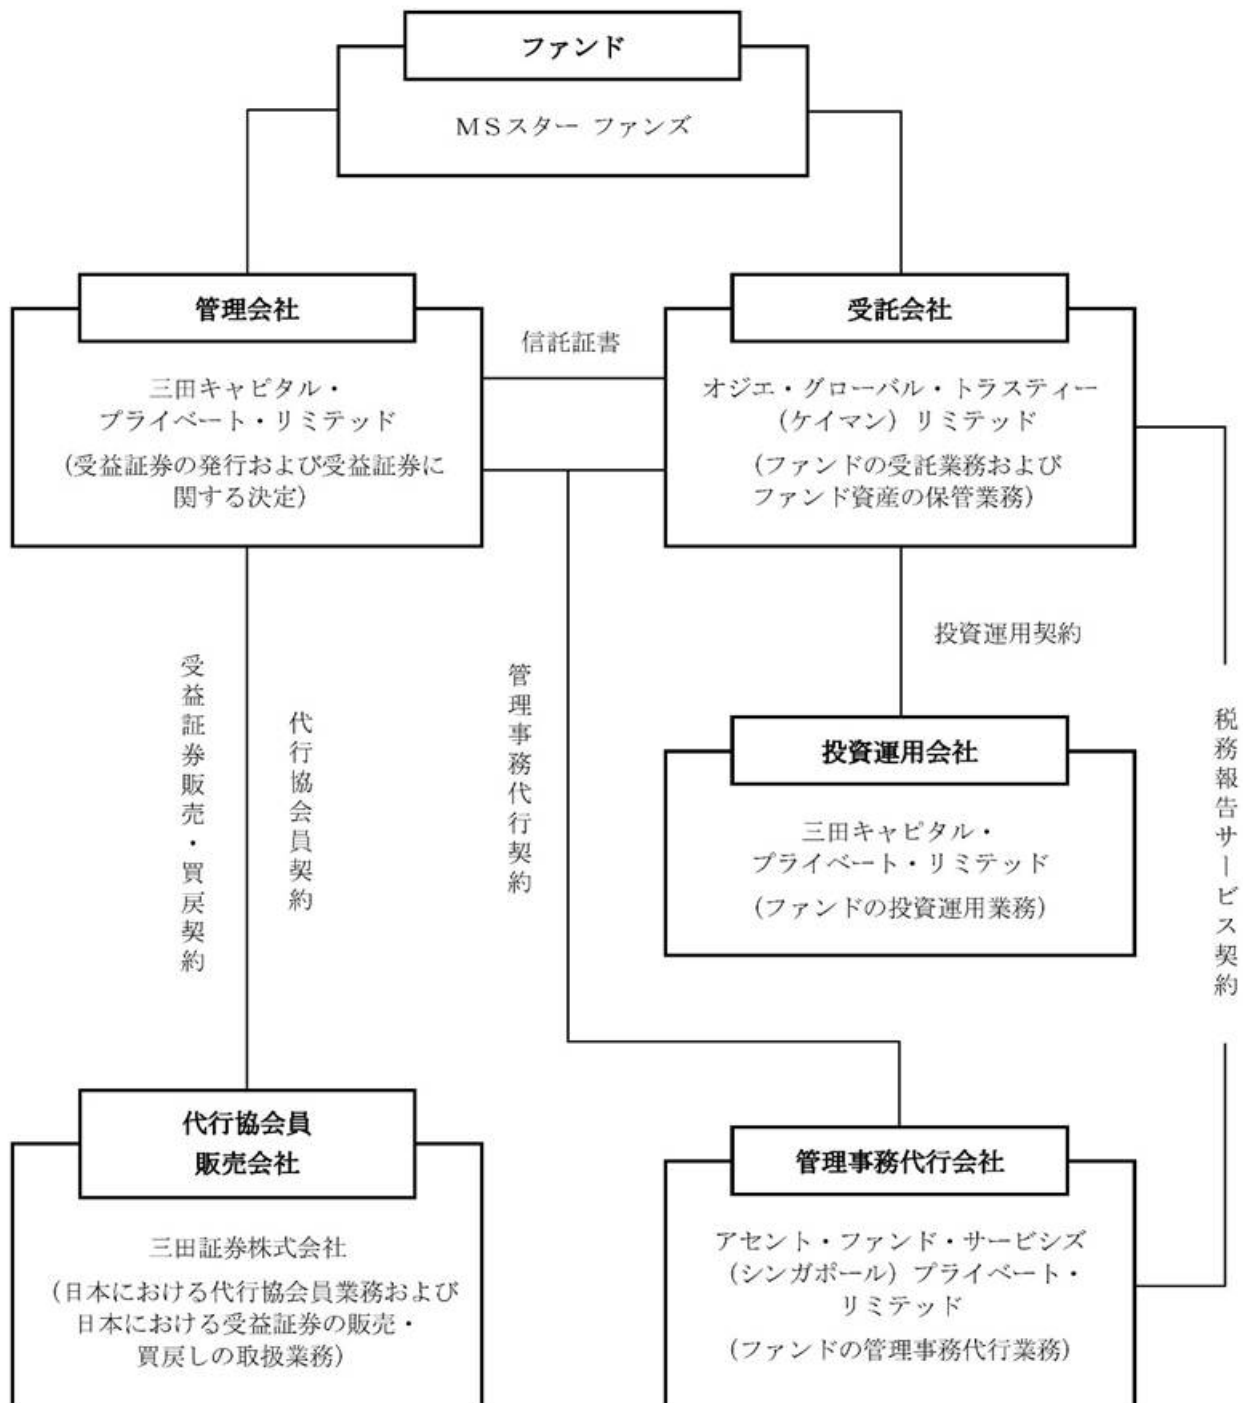 ファンド
MSスター ファンズ
管理会社
三田キャピタル・
プライベート・リミテッド
(受益証券の発行および受益証券に
関する決定)
信託証書
受託会社
オジエ・グローバル・トラスティー
(ケイマン) リミテッド
(ファンドの受託業務および
ファンド資産の保管業務)
受益証券販売・買戻契約
代行協会員契約
管理事務代行契約
投資運用契約
税務報告サービス契約
投資運用会社
三田キャピタル・
プライベート・リミテッド
(ファンドの投資運用業務)
代行協会員
販売会社
三田証券株式会社
(日本における代行協会員業務および
日本における受益証券の販売・
買戻しの取扱業務)
管理事務代行会社
アセント・ファンド・サービシズ
(シンガポール) プライベート・
リミテッド
(ファンドの管理事務代行業務)